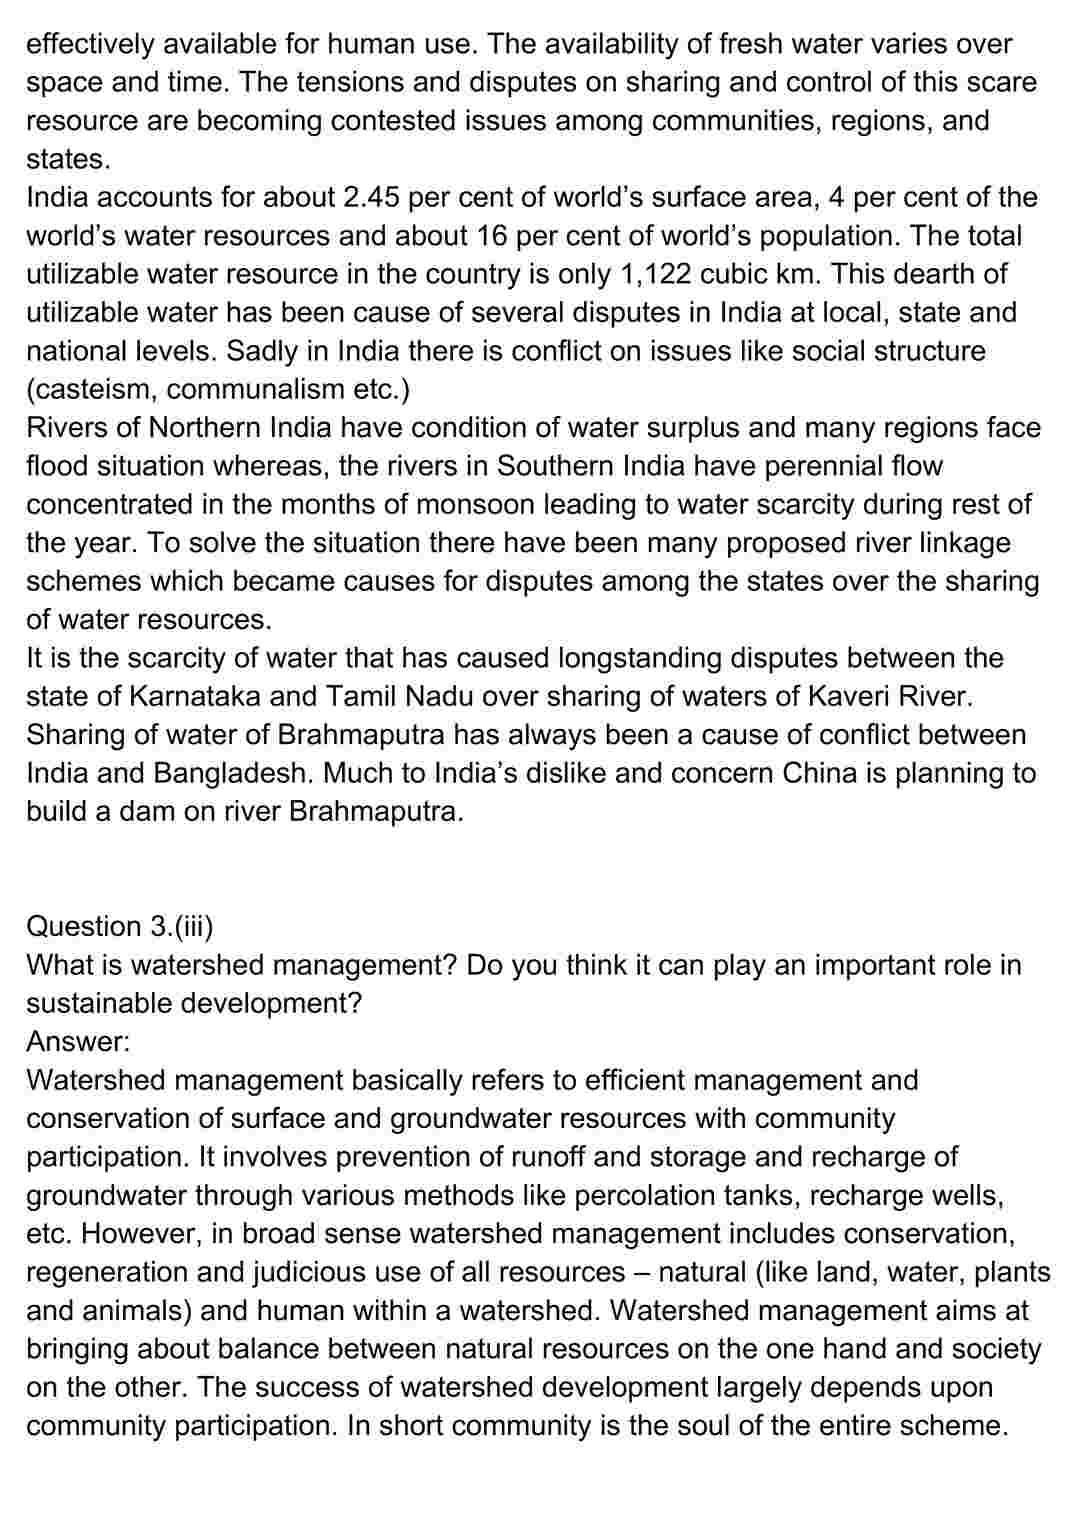 effectively available for human use. The availability of fresh water varies over
space and time. The tensions and disputes on sharing and control of this scare
resource are becoming contested issues among communities, regions, and
states.
India accounts for about 2.45 per cent of world’s surface area, 4 per cent of the
world’s water resources and about 16 per cent of world’s population. The total
utilizable water resource in the country is only 1,122 cubic km. This dearth of
utilizable water has been cause of several disputes in India at local, state and
national levels. Sadly in India there is conflict on issues like social structure
(casteism, communalism etc.)
Rivers of Northern India have condition of water surplus and many regions face
flood situation whereas, the rivers in Southern India have perennial flow
concentrated in the months of monsoon leading to water scarcity during rest of
the year. To solve the situation there have been many proposed river linkage
schemes which became causes for disputes among the states over the sharing
of water resources.
It is the scarcity of water that has caused longstanding disputes between the
state of Karnataka and Tamil Nadu over sharing of waters of Kaveri River.
Sharing of water of Brahmaputra has always been a cause of conflict between
India and Bangladesh. Much to India’s dislike and concern China is planning to
build a dam on river Brahmaputra.
Question 3.(iii)
What is watershed management? Do you think it can play an important role in
sustainable development?
Answer:
Watershed management basically refers to efficient management and
conservation of surface and groundwater resources with community
participation. It involves prevention of runoff and storage and recharge of
groundwater through various methods like percolation tanks, recharge wells,
etc. However, in broad sense watershed management includes conservation,
regeneration and judicious use of all resources – natural (like land, water, plants
and animals) and human within a watershed. Watershed management aims at
bringing about balance between natural resources on the one hand and society
on the other. The success of watershed development largely depends upon
community participation. In short community is the soul of the entire scheme.